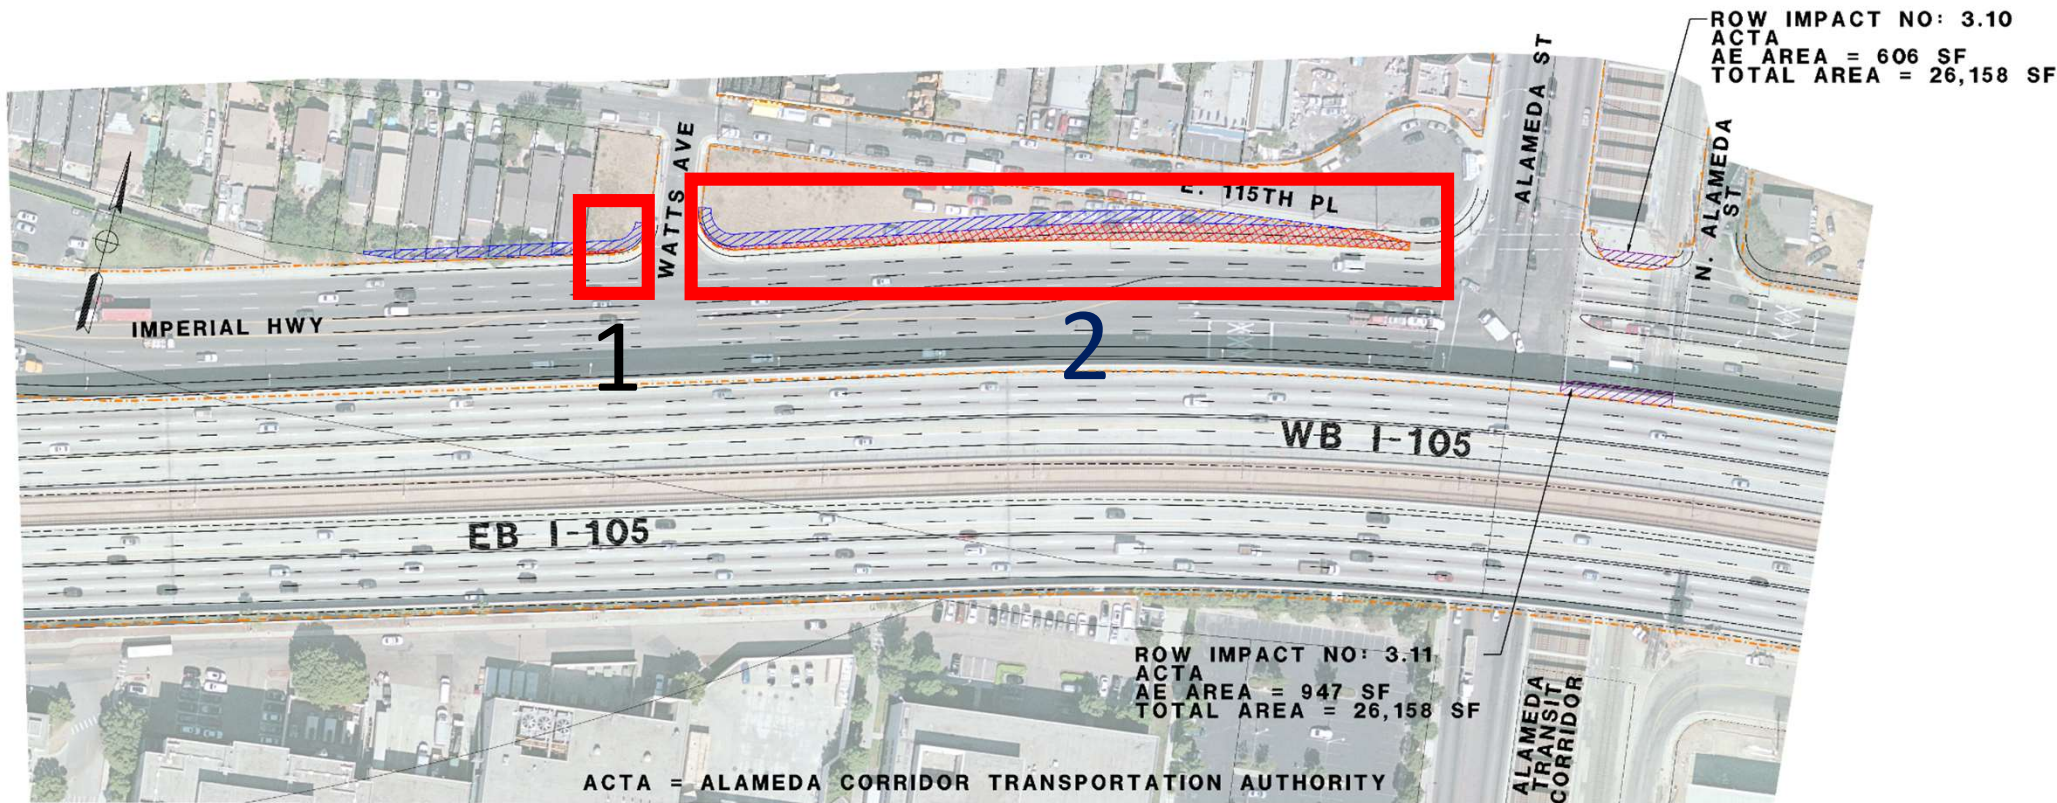 ROW IMPACT NO: 3.10
ACTA
AE AREA = 606 SF
TOTAL AREA = 26,158 SF
ALAMEDA ST
N. ALAMEDA
ST
WATTS AVE
E. 115TH PL
IMPERIAL HWY
1
2
WB I-105
EB I-105
ROW IMPACT NO: 3.11
ACTA
AE AREA = 947 SF
TOTAL AREA = 26,158 SF
ALAMEDA
TRANSIT
CORRIDOR
ACTA = ALAMEDA CORRIDOR TRANSPORTATION AUTHORITY